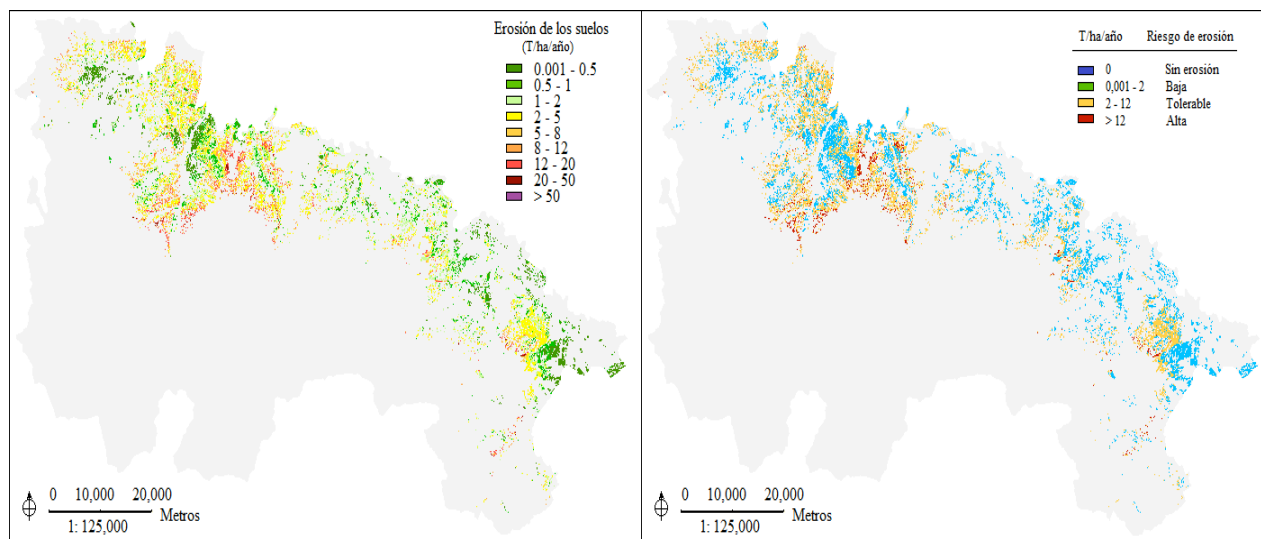 Erosión de los suelos
(T/ha/año)
0.001 - 0.5
0.5 - 1
1 - 2
2 - 5
5 - 8
8 - 12
12 - 20
20 - 50
> 50
0 10,000 20,000
Metros
1: 125,000
T/ha/año Riesgo de erosión
0 Sin erosión
0,001 - 2 Baja
2 - 12 Tolerable
> 12 Alta
0 10,000 20,000
Metros
1: 125,000